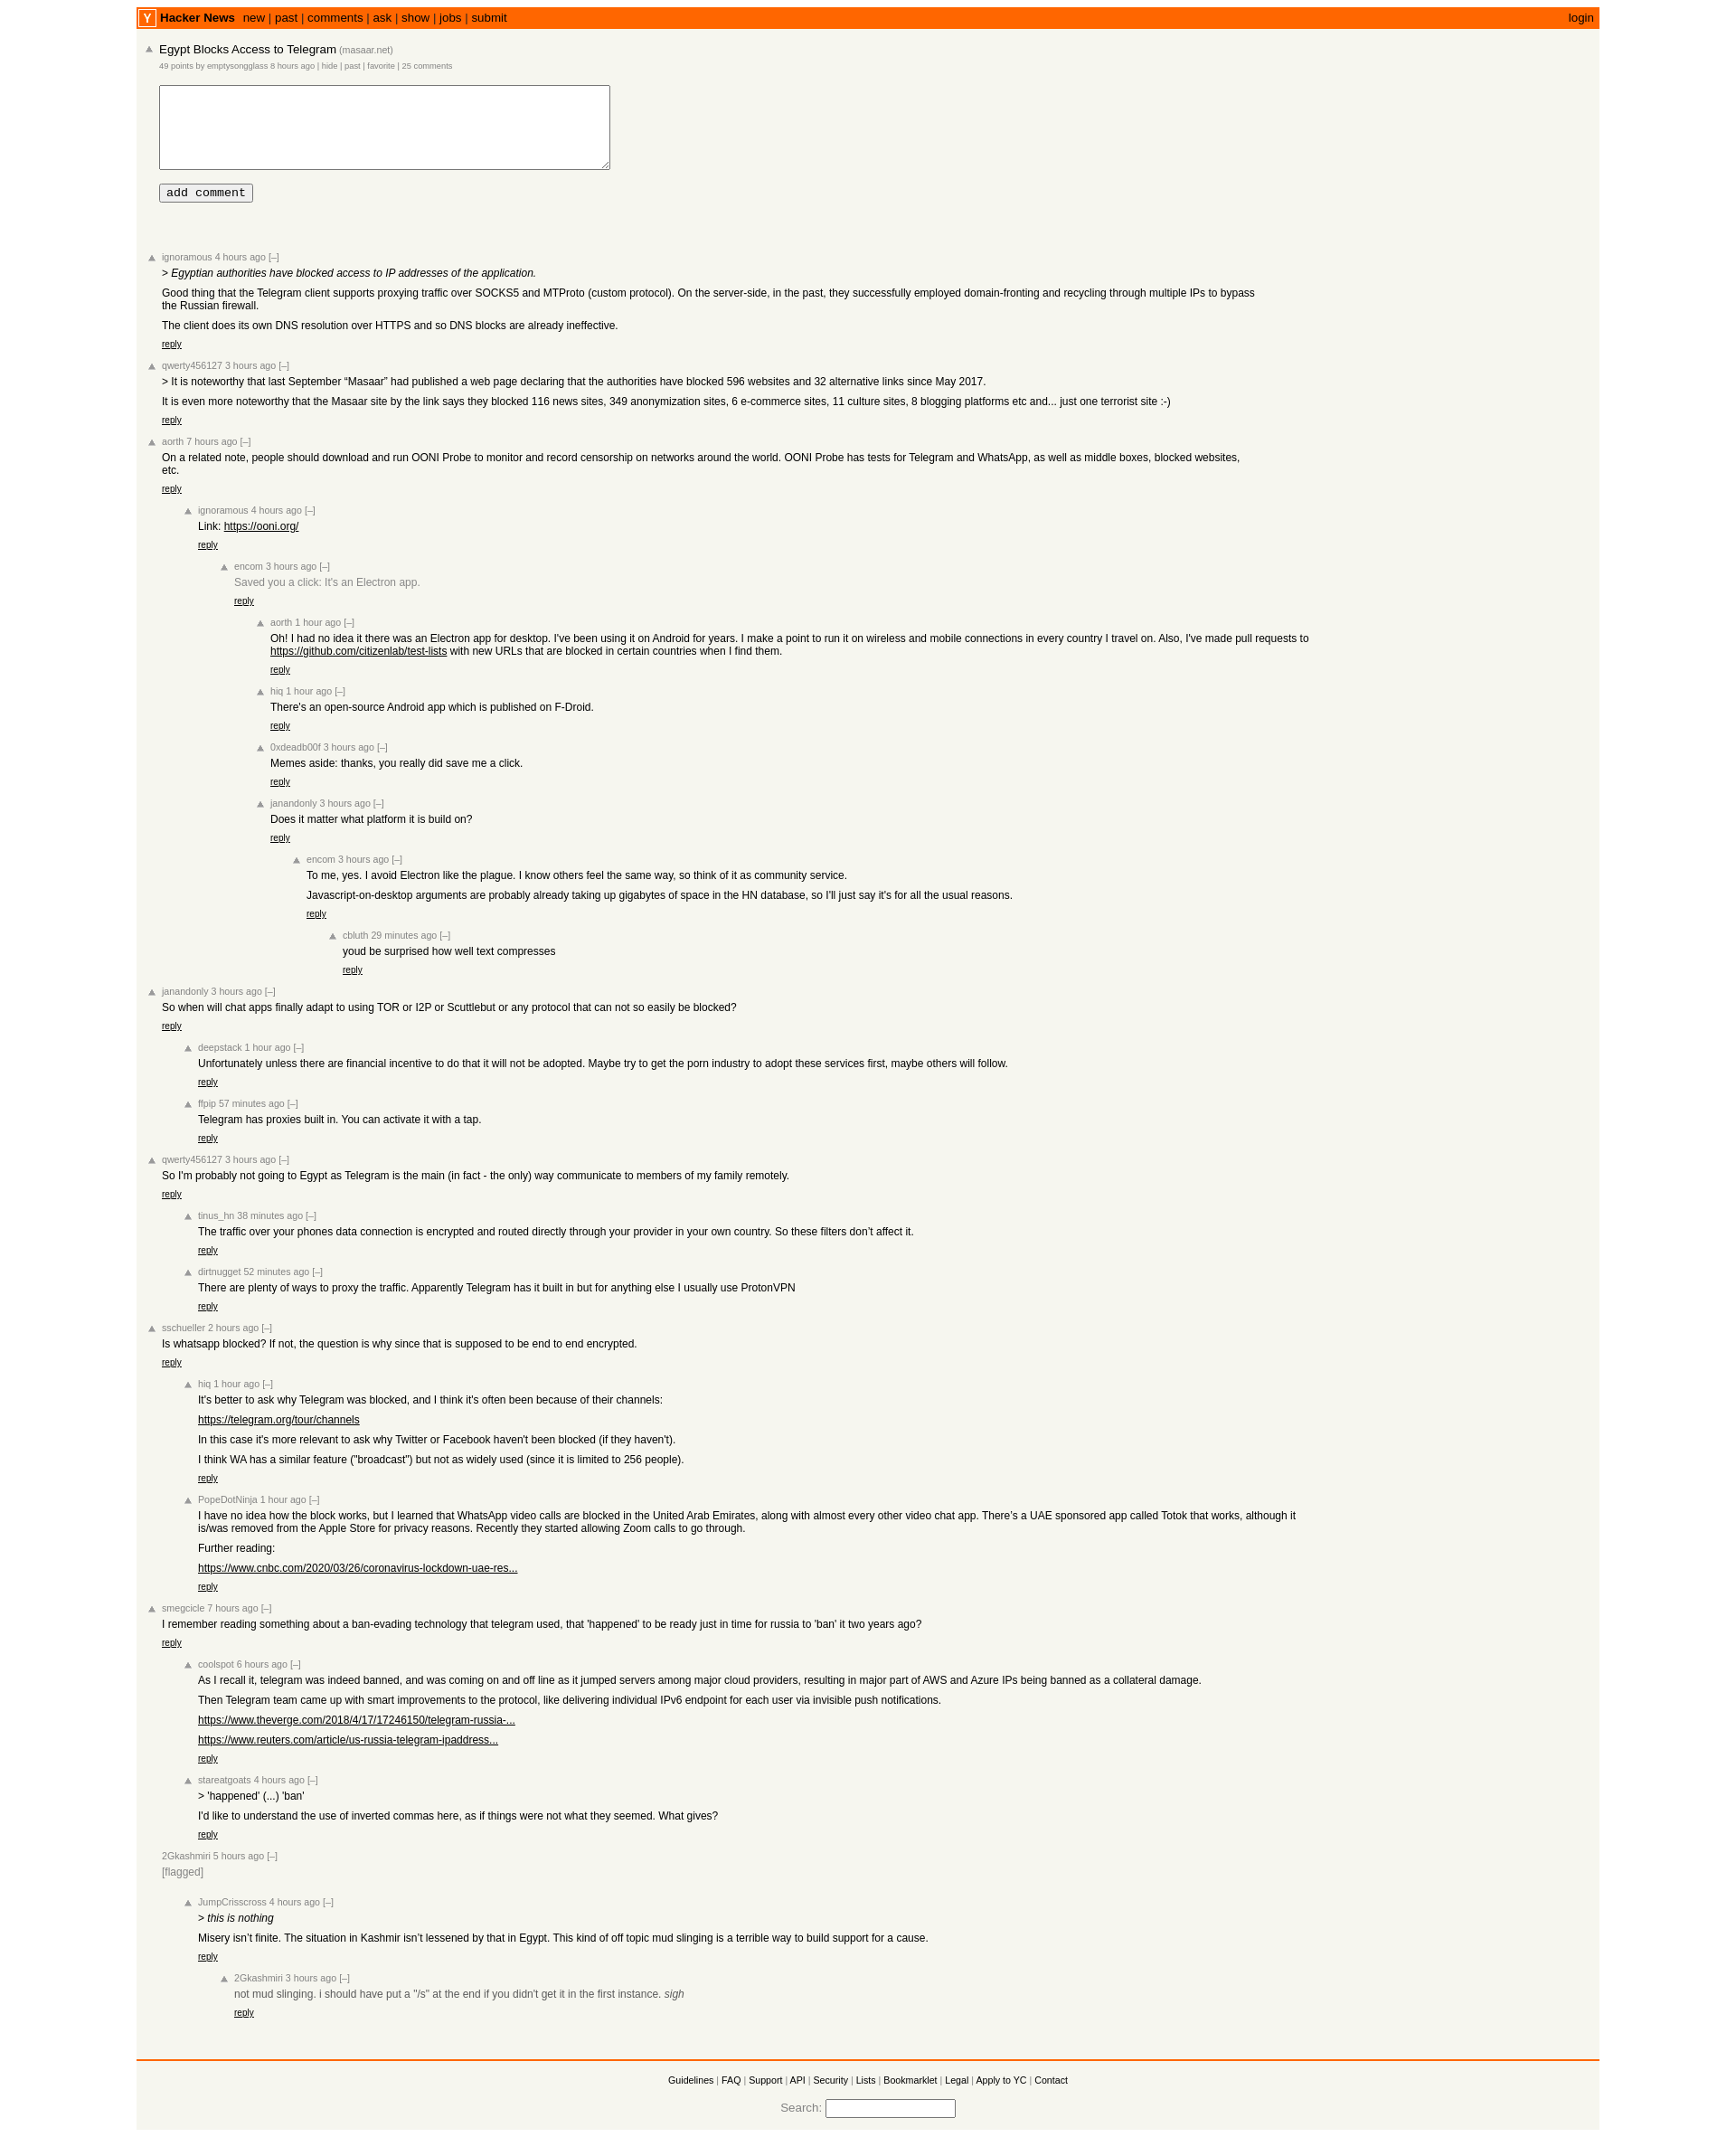 Y Hacker News new | past | comments | ask | show | jobs | submit login
Egypt Blocks Access to Telegram (masaar.net)
49 points by emptysongglass 8 hours ago | hide | past | favorite | 25 comments
add comment
ignoramous 4 hours ago [–]
> Egyptian authorities have blocked access to IP addresses of the application.
Good thing that the Telegram client supports proxying traffic over SOCKS5 and MTProto (custom protocol). On the server-side, in the past, they successfully employed domain-fronting and recycling through multiple IPs to bypass
the Russian firewall.
The client does its own DNS resolution over HTTPS and so DNS blocks are already ineffective.
reply
qwerty456127 3 hours ago [–]
> It is noteworthy that last September “Masaar” had published a web page declaring that the authorities have blocked 596 websites and 32 alternative links since May 2017.
It is even more noteworthy that the Masaar site by the link says they blocked 116 news sites, 349 anonymization sites, 6 e-commerce sites, 11 culture sites, 8 blogging platforms etc and... just one terrorist site :-)
reply
aorth 7 hours ago [–]
On a related note, people should download and run OONI Probe to monitor and record censorship on networks around the world. OONI Probe has tests for Telegram and WhatsApp, as well as middle boxes, blocked websites,
etc.
reply
ignoramous 4 hours ago [–]
Link: https://ooni.org/
reply
encom 3 hours ago [–]
Saved you a click: It's an Electron app.
reply
aorth 1 hour ago [–]
Oh! I had no idea it there was an Electron app for desktop. I've been using it on Android for years. I make a point to run it on wireless and mobile connections in every country I travel on. Also, I've made pull requests to
https://github.com/citizenlab/test-lists with new URLs that are blocked in certain countries when I find them.
reply
hiq 1 hour ago [–]
There's an open-source Android app which is published on F-Droid.
reply
0xdeadb00f 3 hours ago [–]
Memes aside: thanks, you really did save me a click.
reply
janandonly 3 hours ago [–]
Does it matter what platform it is build on?
reply
encom 3 hours ago [–]
To me, yes. I avoid Electron like the plague. I know others feel the same way, so think of it as community service.
Javascript-on-desktop arguments are probably already taking up gigabytes of space in the HN database, so I'll just say it's for all the usual reasons.
reply
cbluth 29 minutes ago [–]
youd be surprised how well text compresses
reply
janandonly 3 hours ago [–]
So when will chat apps finally adapt to using TOR or I2P or Scuttlebut or any protocol that can not so easily be blocked?
reply
deepstack 1 hour ago [–]
Unfortunately unless there are financial incentive to do that it will not be adopted. Maybe try to get the porn industry to adopt these services first, maybe others will follow.
reply
ffpip 57 minutes ago [–]
Telegram has proxies built in. You can activate it with a tap.
reply
qwerty456127 3 hours ago [–]
So I'm probably not going to Egypt as Telegram is the main (in fact - the only) way communicate to members of my family remotely.
reply
tinus_hn 38 minutes ago [–]
The traffic over your phones data connection is encrypted and routed directly through your provider in your own country. So these filters don’t affect it.
reply
dirtnugget 52 minutes ago [–]
There are plenty of ways to proxy the traffic. Apparently Telegram has it built in but for anything else I usually use ProtonVPN
reply
sschueller 2 hours ago [–]
Is whatsapp blocked? If not, the question is why since that is supposed to be end to end encrypted.
reply
hiq 1 hour ago [–]
It's better to ask why Telegram was blocked, and I think it's often been because of their channels:
https://telegram.org/tour/channels
In this case it's more relevant to ask why Twitter or Facebook haven't been blocked (if they haven't).
I think WA has a similar feature ("broadcast") but not as widely used (since it is limited to 256 people).
reply
PopeDotNinja 1 hour ago [–]
I have no idea how the block works, but I learned that WhatsApp video calls are blocked in the United Arab Emirates, along with almost every other video chat app. There’s a UAE sponsored app called Totok that works, although it
is/was removed from the Apple Store for privacy reasons. Recently they started allowing Zoom calls to go through.
Further reading:
https://www.cnbc.com/2020/03/26/coronavirus-lockdown-uae-res...
reply
smegcicle 7 hours ago [–]
I remember reading something about a ban-evading technology that telegram used, that 'happened' to be ready just in time for russia to 'ban' it two years ago?
reply
coolspot 6 hours ago [–]
As I recall it, telegram was indeed banned, and was coming on and off line as it jumped servers among major cloud providers, resulting in major part of AWS and Azure IPs being banned as a collateral damage.
Then Telegram team came up with smart improvements to the protocol, like delivering individual IPv6 endpoint for each user via invisible push notifications.
https://www.theverge.com/2018/4/17/17246150/telegram-russia-...
https://www.reuters.com/article/us-russia-telegram-ipaddress...
reply
stareatgoats 4 hours ago [–]
> 'happened' (...) 'ban'
I'd like to understand the use of inverted commas here, as if things were not what they seemed. What gives?
reply
2Gkashmiri 5 hours ago [–]
[flagged]
JumpCrisscross 4 hours ago [–]
> this is nothing
Misery isn’t finite. The situation in Kashmir isn’t lessened by that in Egypt. This kind of off topic mud slinging is a terrible way to build support for a cause.
reply
2Gkashmiri 3 hours ago [–]
not mud slinging. i should have put a "/s" at the end if you didn't get it in the first instance. sigh
reply
Guidelines | FAQ | Support | API | Security | Lists | Bookmarklet | Legal | Apply to YC | Contact
Search: